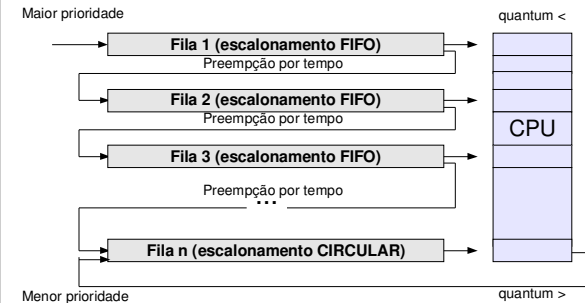 Maior prioridade
quantum <
Fila 1 (escalonamento FIFO)
Preempção por tempo
Fila 2 (escalonamento FIFO)
Preempção por tempo
CPU
Fila 3 (escalonamento FIFO)
Preempção por tempo
...
Fila n (escalonamento CIRCULAR)
Menor prioridade
quantum >